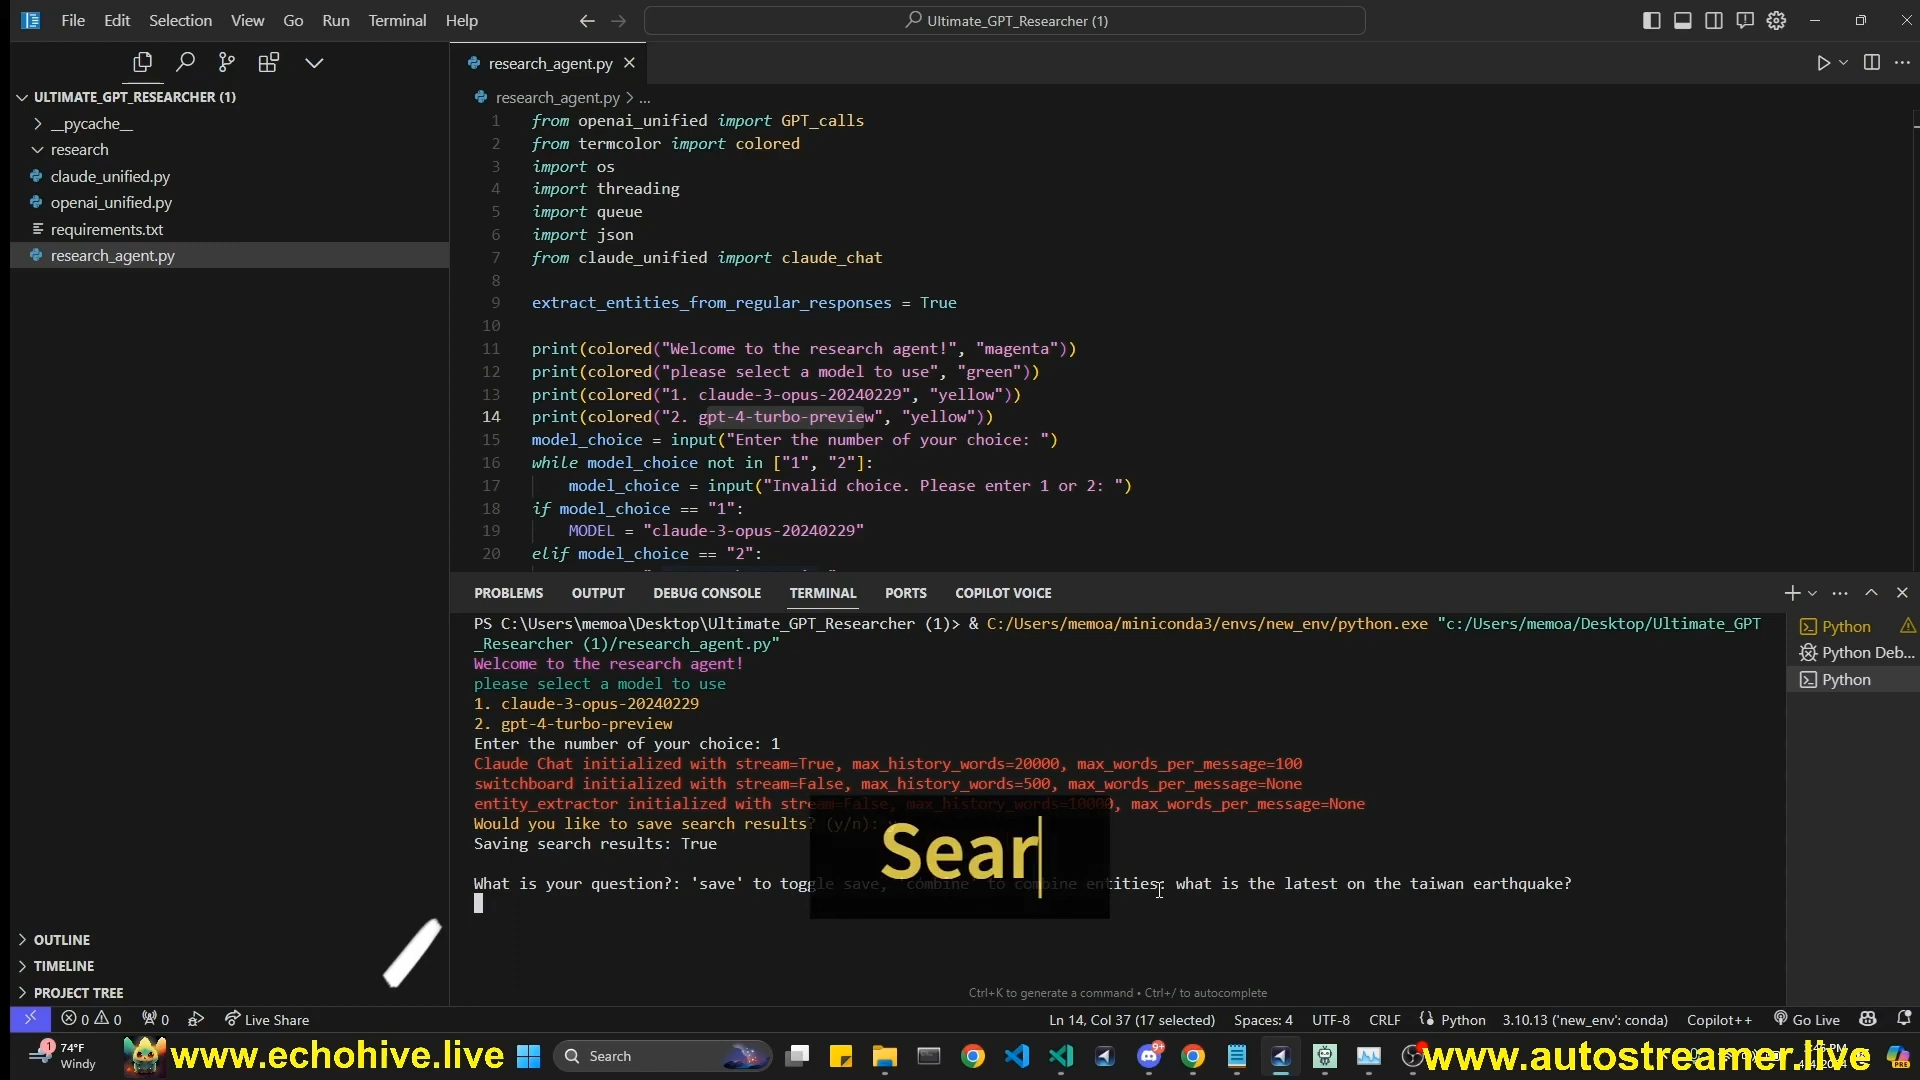 File Edit Selection View Go Run Terminal Help
Ultimate_GPT_Researcher (1)
ULTIMATE_GPT_RESEARCHER (1)
__pycache__
research
claude_unified.py
openai_unified.py
requirements.txt
research_agent.py
OUTLINE
TIMELINE
PROJECT TREE
research_agent.py
research_agent.py > ...
1 from openai_unified import GPT_calls
2 from termcolor import colored
3 import os
4 import threading
5 import queue
6 import json
7 from claude_unified import claude_chat
8
9 extract_entities_from_regular_responses = True
10
11 print(colored("Welcome to the research agent!", "magenta"))
12 print(colored("please select a model to use", "green"))
13 print(colored("1. claude-3-opus-20240229", "yellow"))
14 print(colored("2. gpt-4-turbo-preview", "yellow"))
15 model_choice = input("Enter the number of your choice: ")
16 while model_choice not in ["1", "2"]:
17 model_choice = input("Invalid choice. Please enter 1 or 2: ")
18 if model_choice == "1":
19 MODEL = "claude-3-opus-20240229"
20 elif model_choice == "2":
PROBLEMS OUTPUT DEBUG CONSOLE TERMINAL PORTS COPILOT VOICE
PS C:\Users\memoa\Desktop\Ultimate_GPT_Researcher (1)> & C:/Users/memoa/miniconda3/envs/new_env/python.exe "c:/Users/memoa/Desktop/Ultimate_GPT
_Researcher (1)/research_agent.py"
Welcome to the research agent!
please select a model to use
1. claude-3-opus-20240229
2. gpt-4-turbo-preview
Enter the number of your choice: 1
Claude Chat initialized with stream=True, max_history_words=20000, max_words_per_message=100
switchboard initialized with stream=False, max_history_words=500, max_words_per_message=None
entity_extractor initialized with stream=False, max_history_words=10000, max_words_per_message=None
Would you like to save search results? (y/n):
Saving search results: True
What is your question?: 'save' to toggle save, 'combine' to combine entities: what is the latest on the taiwan earthquake?
Sear
Ctrl+K to generate a command • Ctrl+/ to autocomplete
Python
Python Deb...
Python
0 0 0 Live Share
Ln 14, Col 37 (17 selected) Spaces: 4 UTF-8 CRLF Python 3.10.13 ('new_env': conda) Copilot++ Go Live
1 74°F
Windy
www.echohive.live
Search
9+
www.autostreamer.live